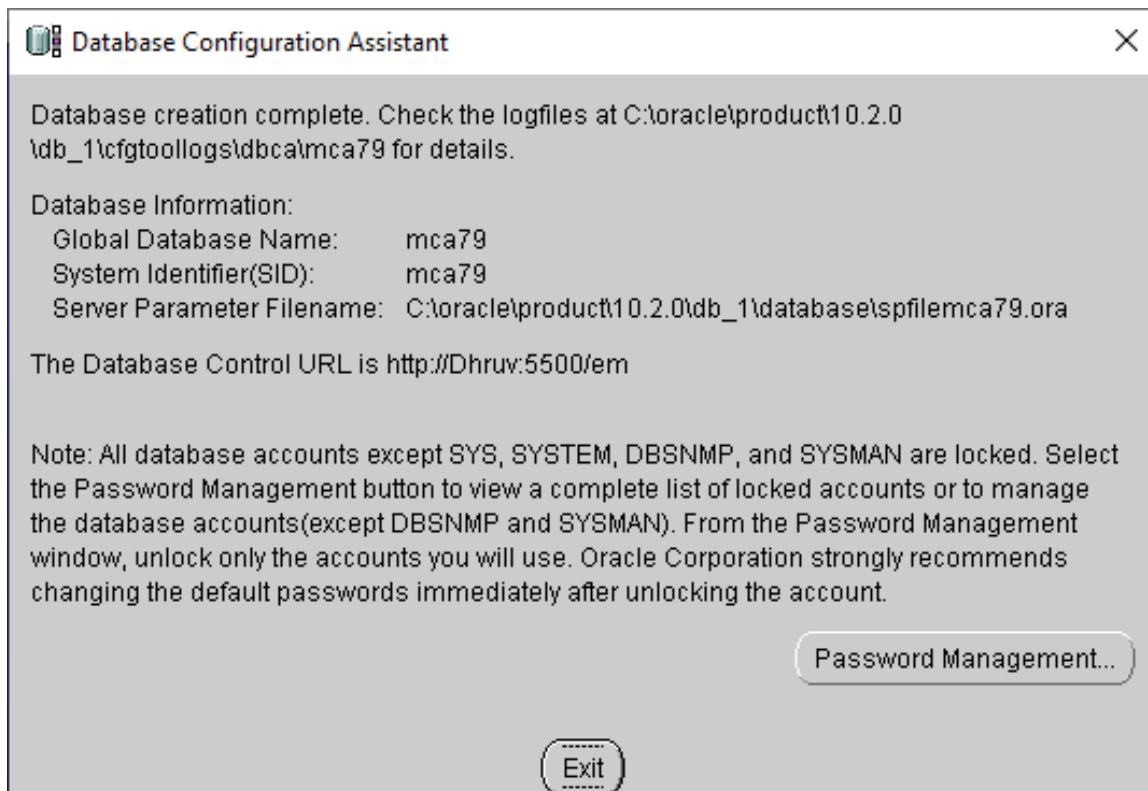 Database Configuration Assistant
Database creation complete. Check the logfiles at C:\oracle\product\10.2.0
\db_1\cfgtoollogs\dbca\mca79 for details.
Database Information:
Global Database Name: mca79
System Identifier(SID): mca79
Server Parameter Filename: C:\oracle\product\10.2.0\db_1\database\spfilemca79.ora
The Database Control URL is http://Dhruv:5500/em
Note: All database accounts except SYS, SYSTEM, DBSNMP, and SYSMAN are locked. Select
the Password Management button to view a complete list of locked accounts or to manage
the database accounts(except DBSNMP and SYSMAN). From the Password Management
window, unlock only the accounts you will use. Oracle Corporation strongly recommends
changing the default passwords immediately after unlocking the account.
Password Management...
Exit